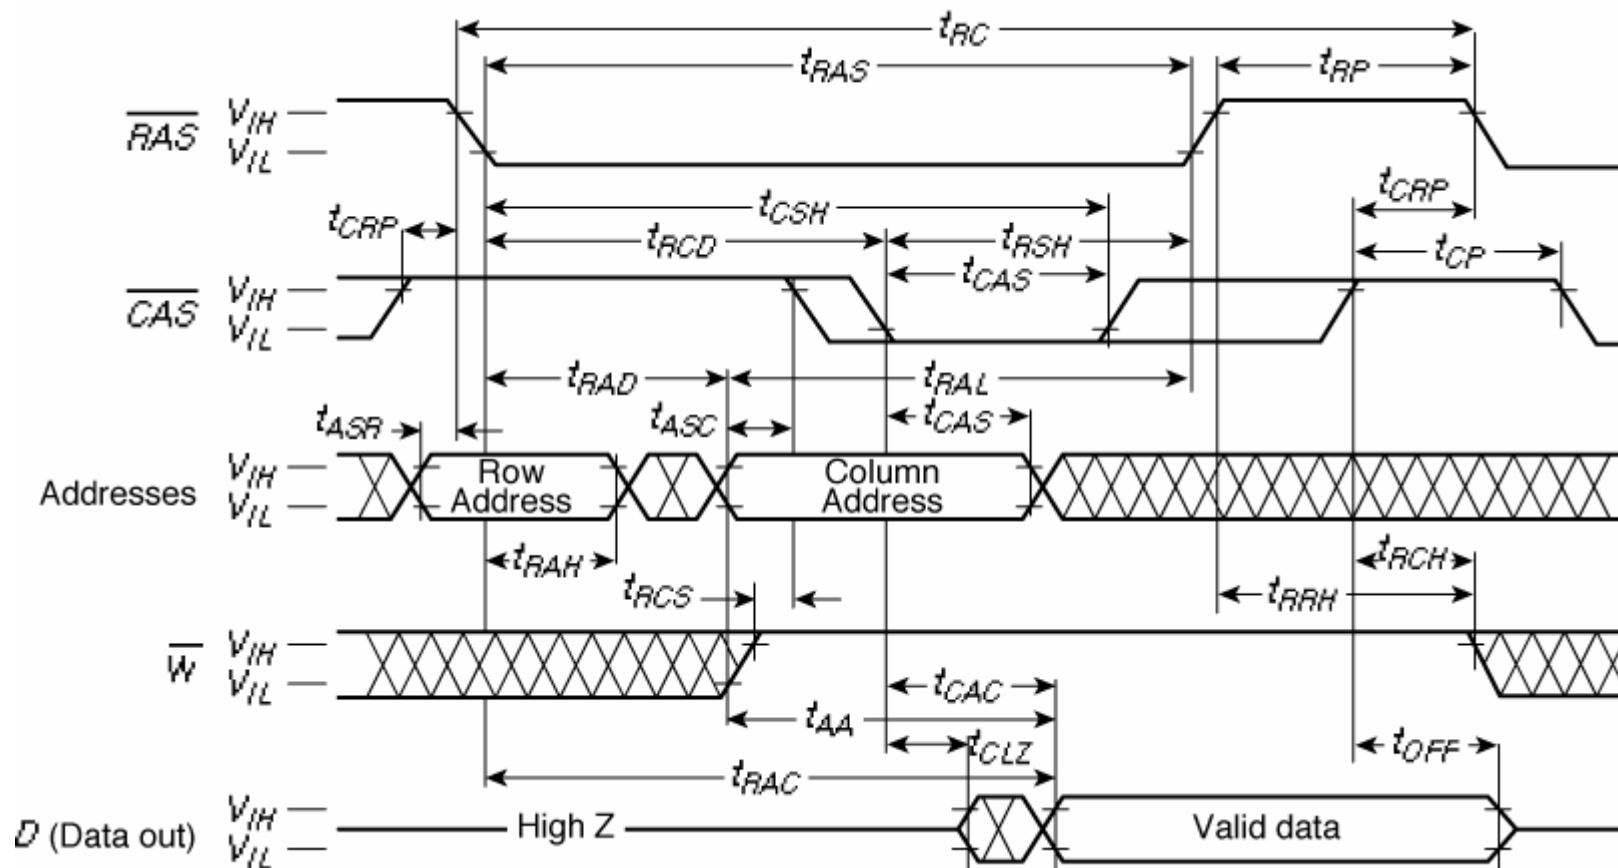 tRC
tRAS
tRP
RAS
VIH
VIL
tCRP
tCSH
tCRP
tRCD
tRSH
tCP
tCAS
CAS
VIH
VIL
tRAD
tRAL
tASR
tASC
tCAS
Addresses
VIH
VIL
Row
Address
Column
Address
tRAH
tRCH
tRCS
tRRH
W
VIH
VIL
tCAC
tAA
tCLZ
tOFF
tRAC
D (Data out)
VIH
VIL
High Z
Valid data